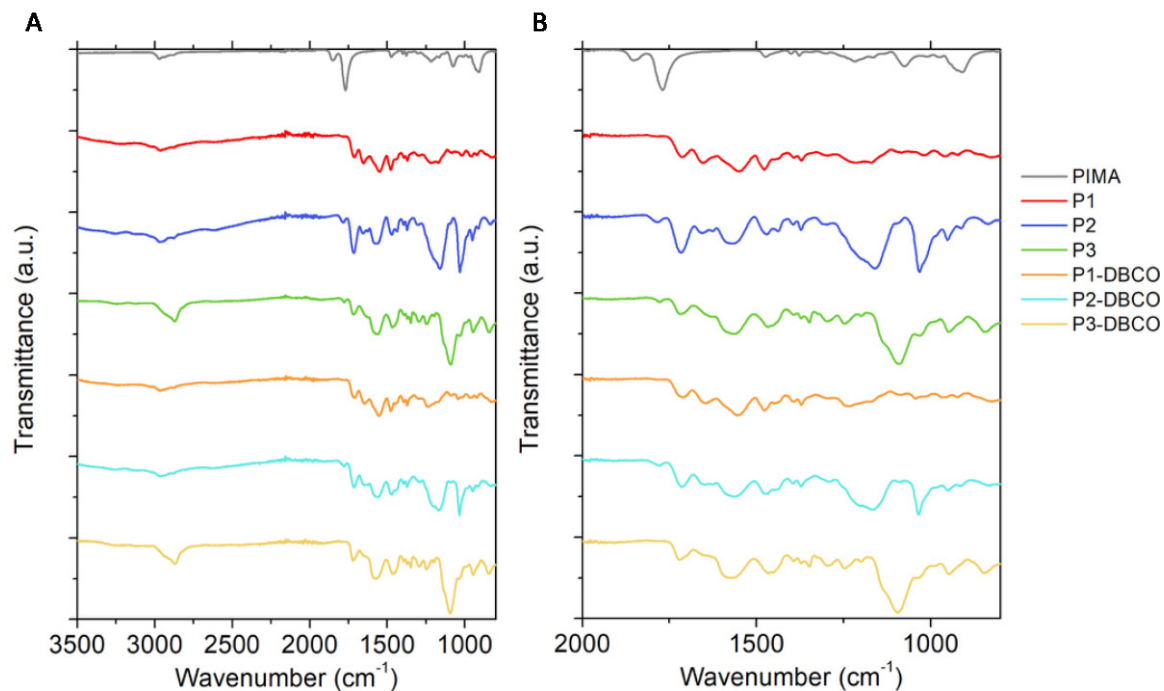 A
B
Transmittance (a.u.)
3500 3000 2500 2000 1500 1000
Wavenumber (cm⁻¹)
Transmittance (a.u.)
2000 1500 1000
Wavenumber (cm⁻¹)
PIMA
P1
P2
P3
P1-DBCO
P2-DBCO
P3-DBCO